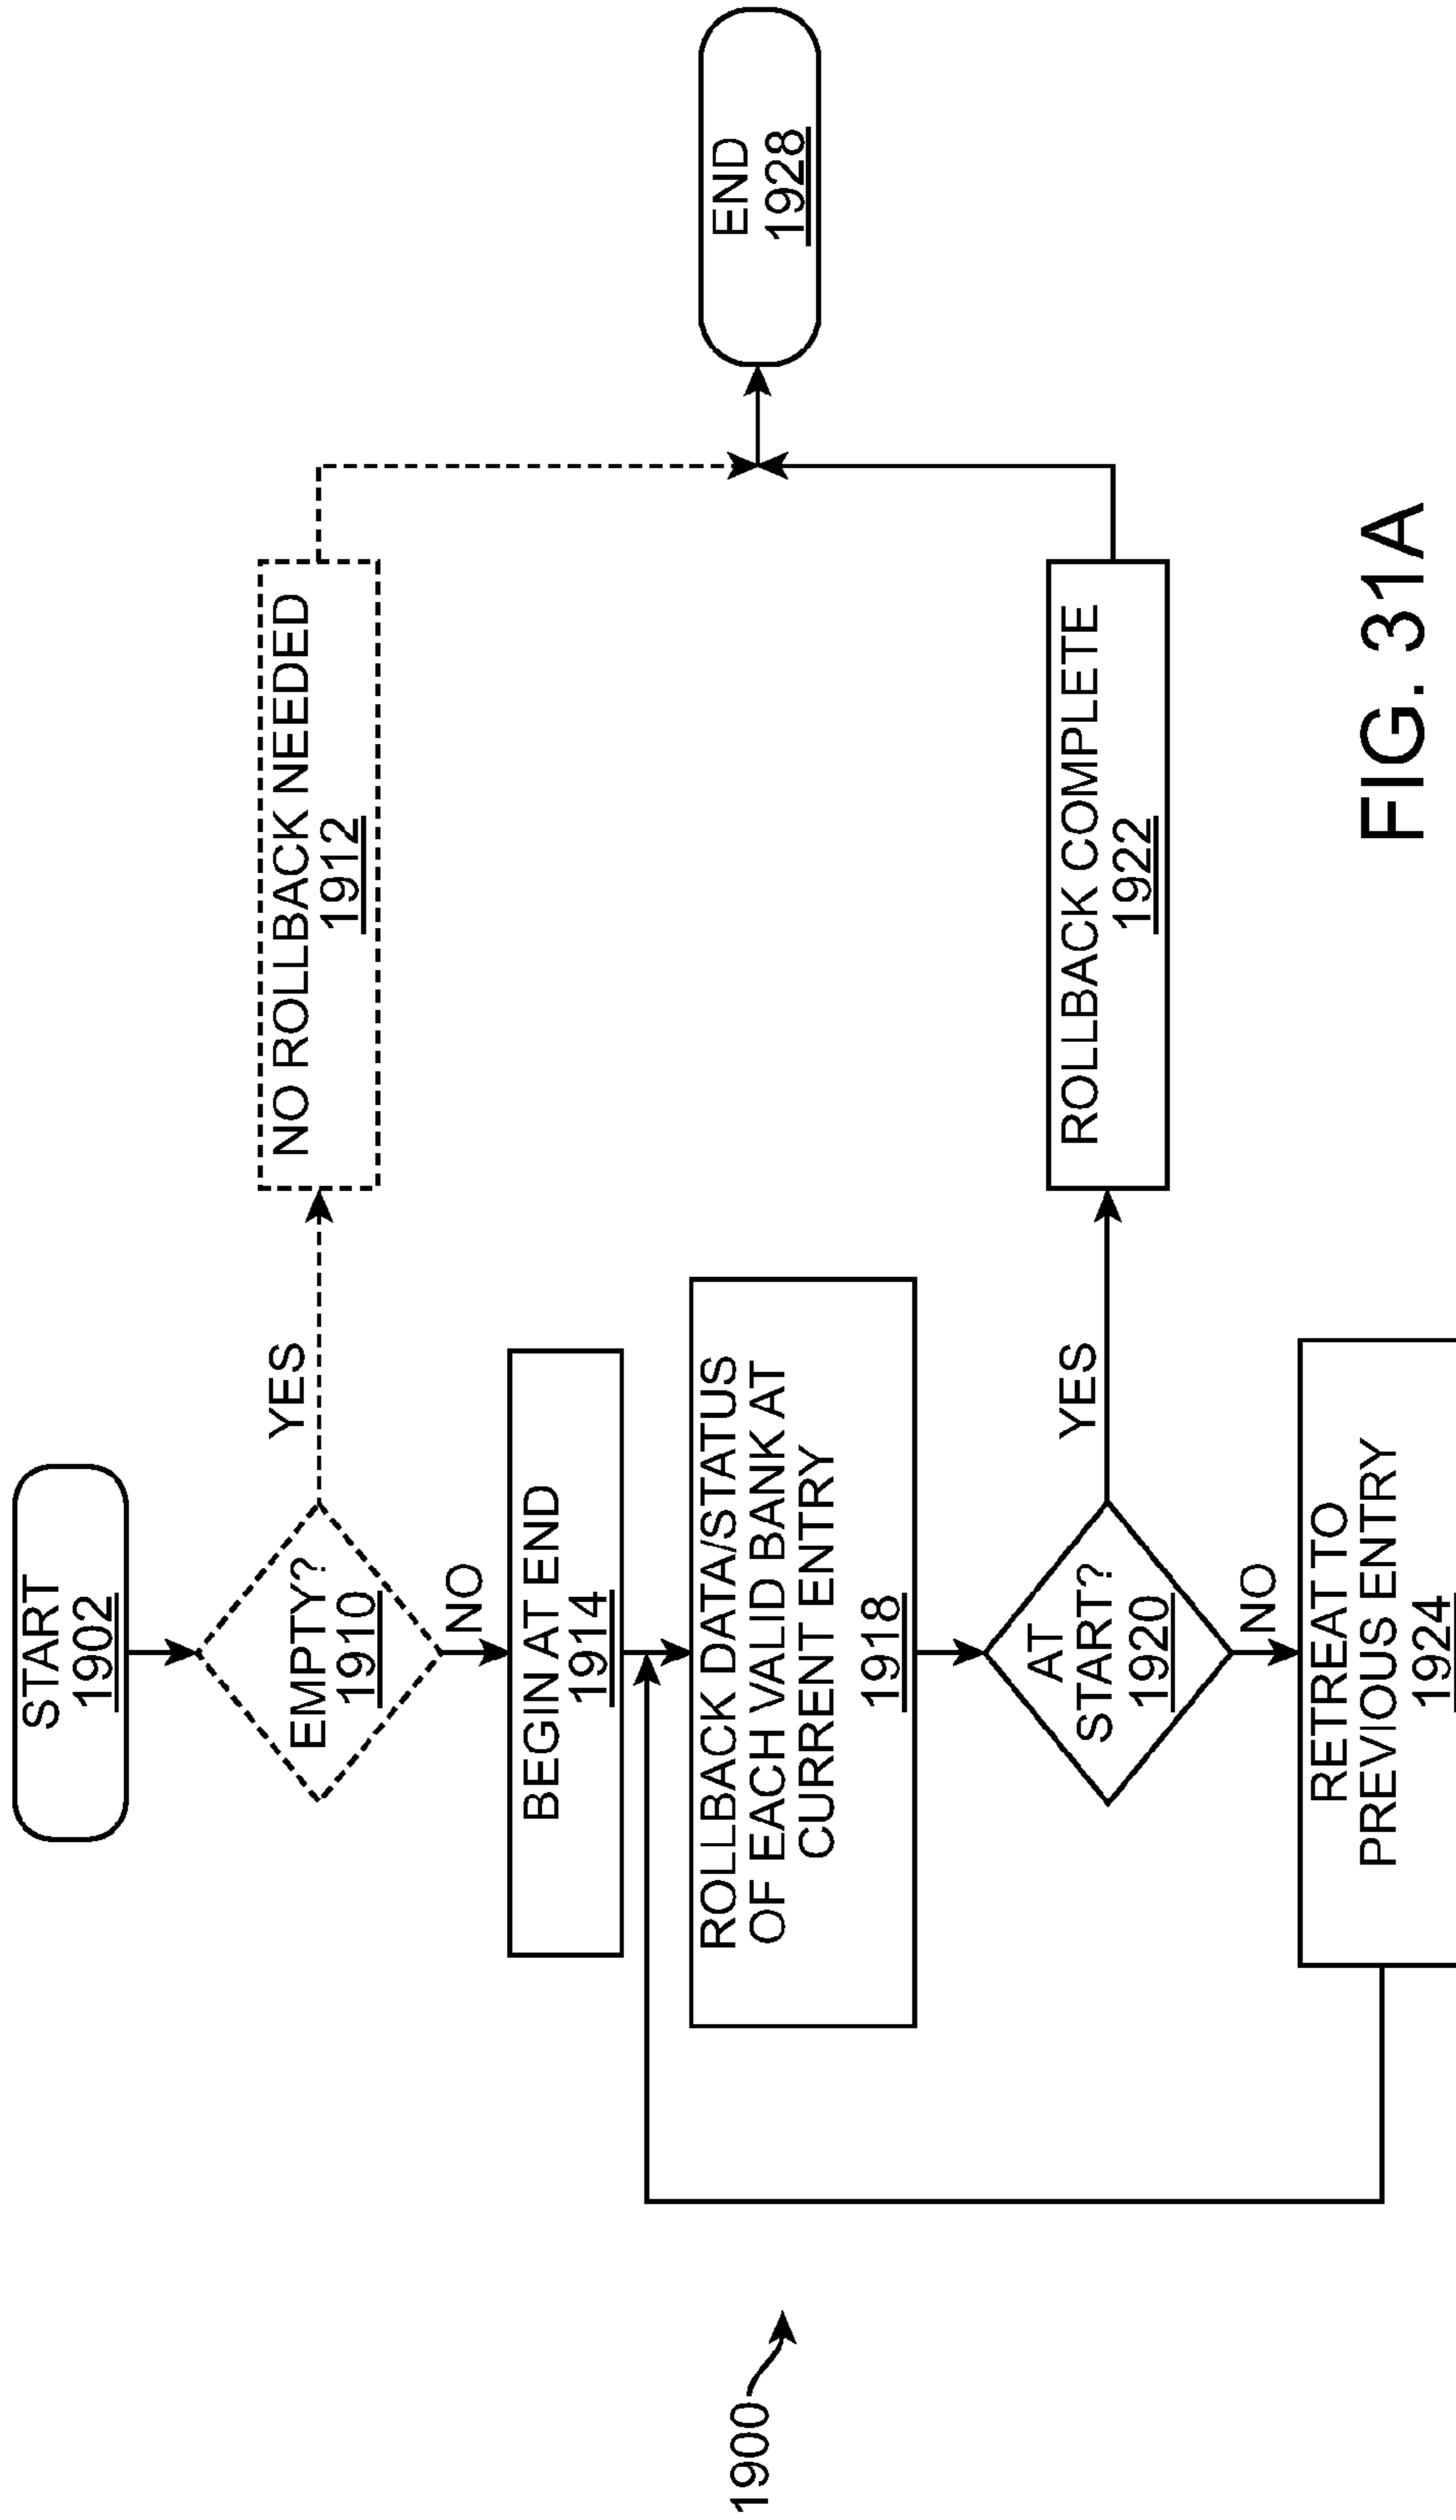 START
1902
EMPTY?
1910
YES
NO ROLLBACK NEEDED
1912
NO
BEGIN AT END
1914
ROLLBACK DATA/STATUS
OF EACH VALID BANK AT
CURRENT ENTRY
1918
AT
START?
1920
YES
ROLLBACK COMPLETE
1922
NO
RETREAT TO
PREVIOUS ENTRY
1924
END
1928
1900
FIG. 31A